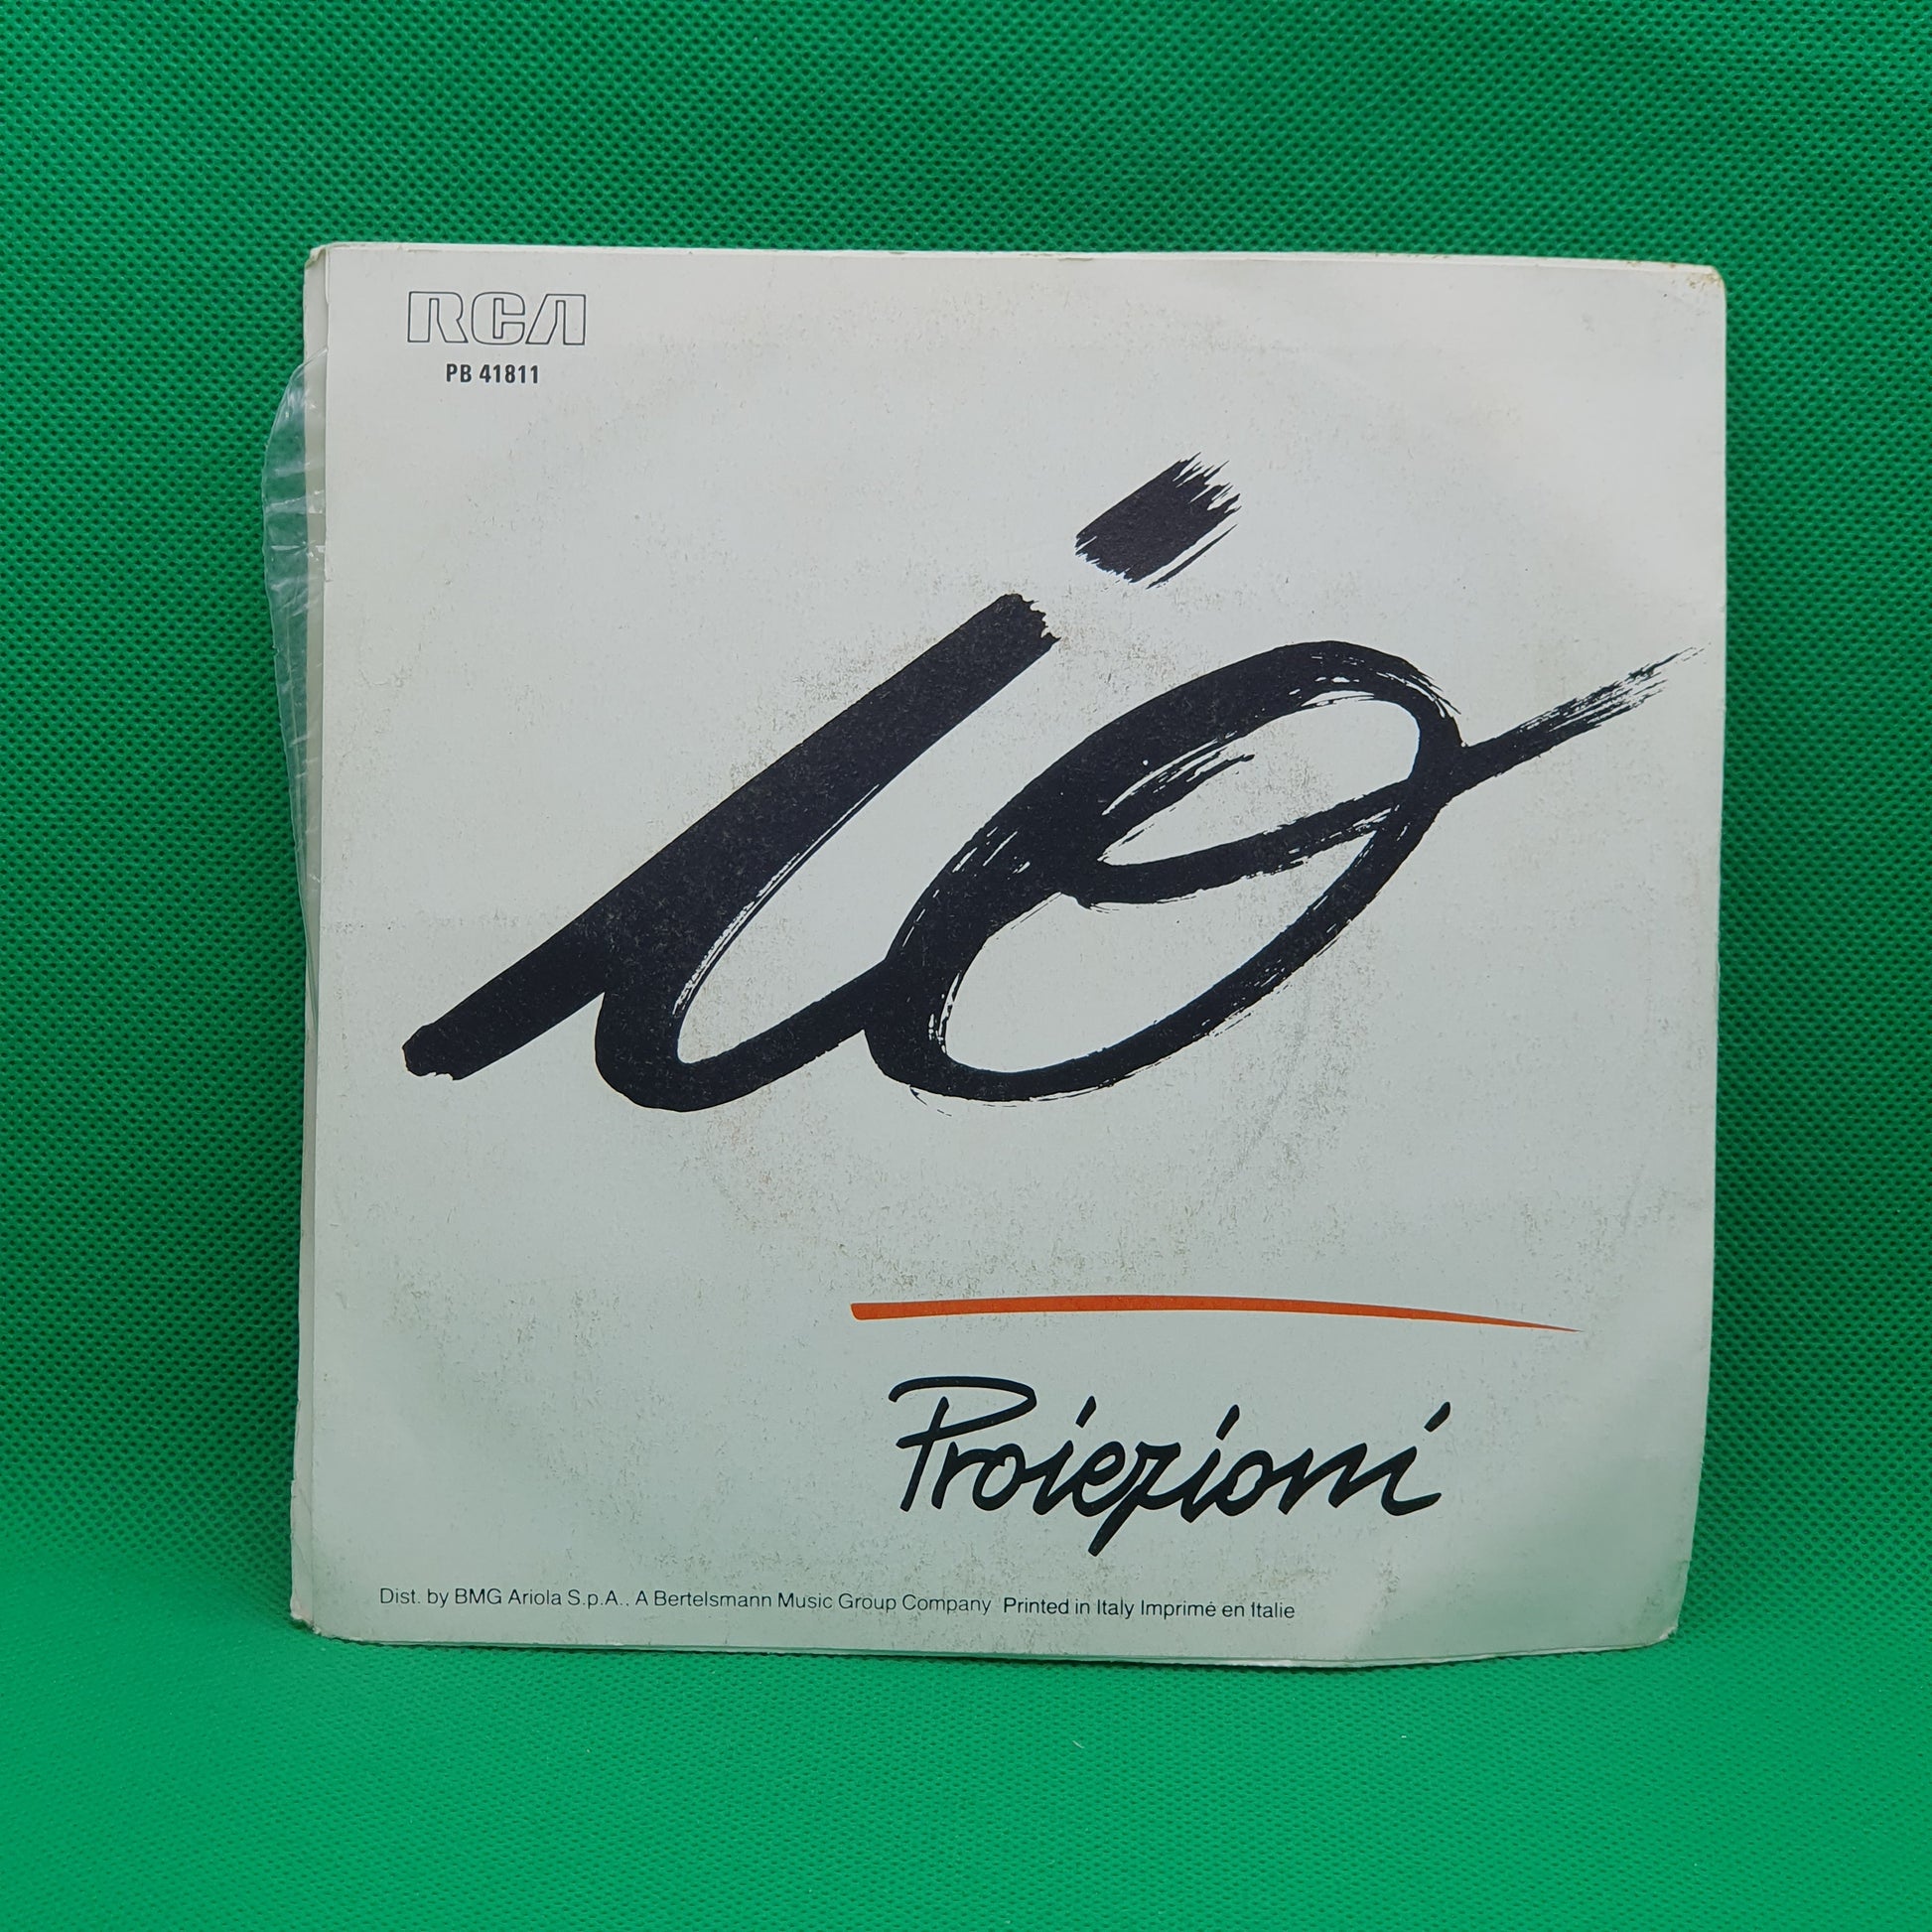 RCA
PB 41811
io
Proiezioni
Dist. by BMG Ariola S.p.A.. A Bertelsmann Music Group Company Printed in Italy Imprimé en Italie